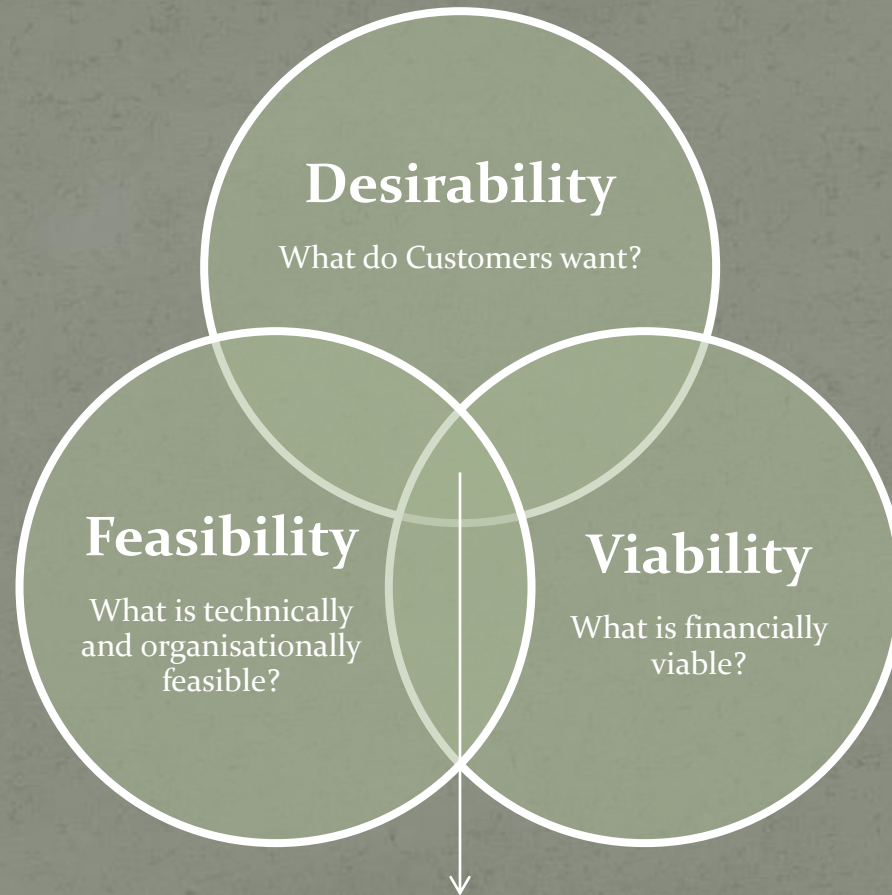 Desirability
What do Customers want?
Feasibility
What is technically
and organisationally
feasible?
Viability
What is financially
viable?